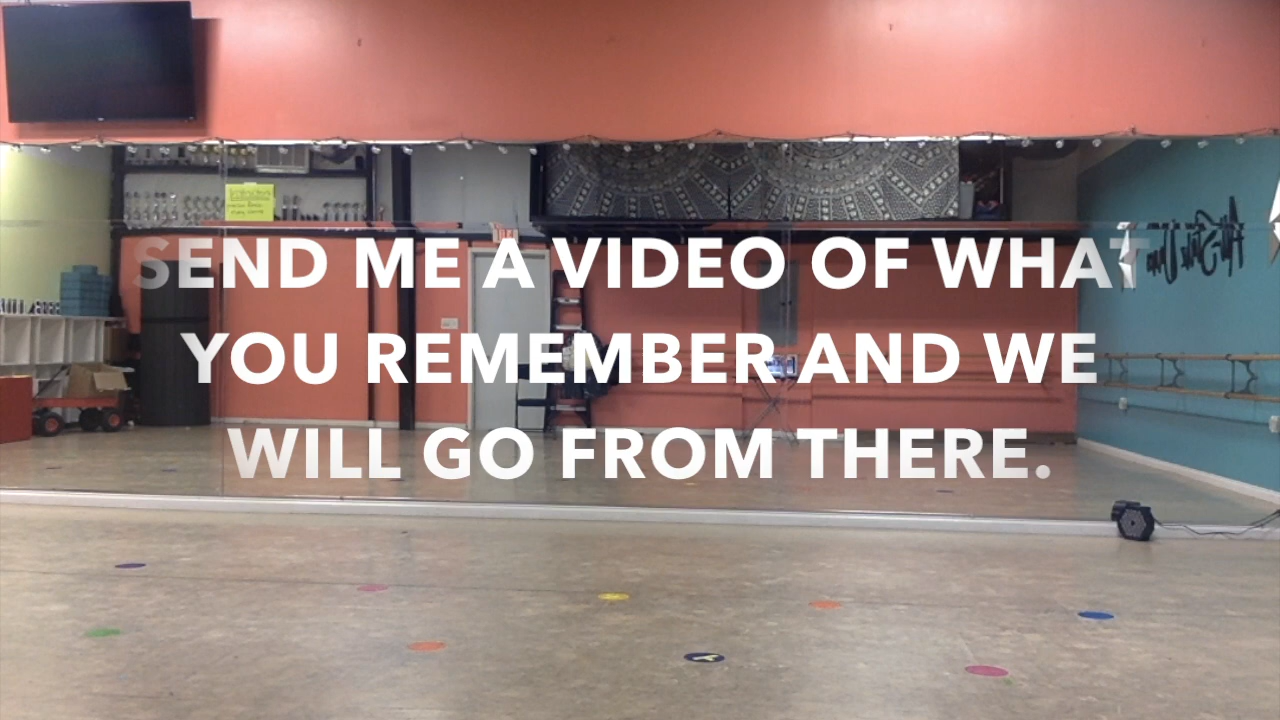 SEND ME A VIDEO OF WHAT
YOU REMEMBER AND WE
WILL GO FROM THERE.